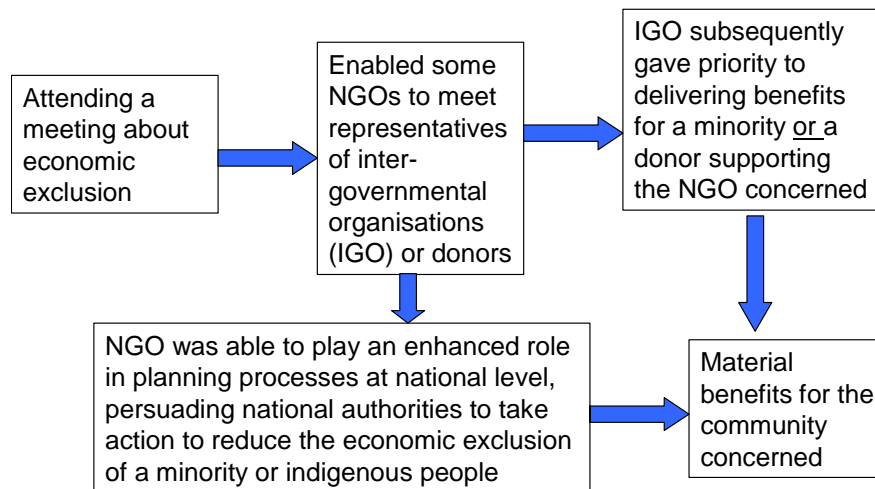 Attending a
meeting about
economic
exclusion
Enabled some
NGOs to meet
representatives
of inter-
governmental
organisations
(IGO) or donors
IGO subsequently
gave priority to
delivering benefits
for a minority or a
donor supporting
the NGO concerned
NGO was able to play an enhanced role
in planning processes at national level,
persuading national authorities to take
action to reduce the economic exclusion
of a minority or indigenous people
Material
benefits for the
community
concerned